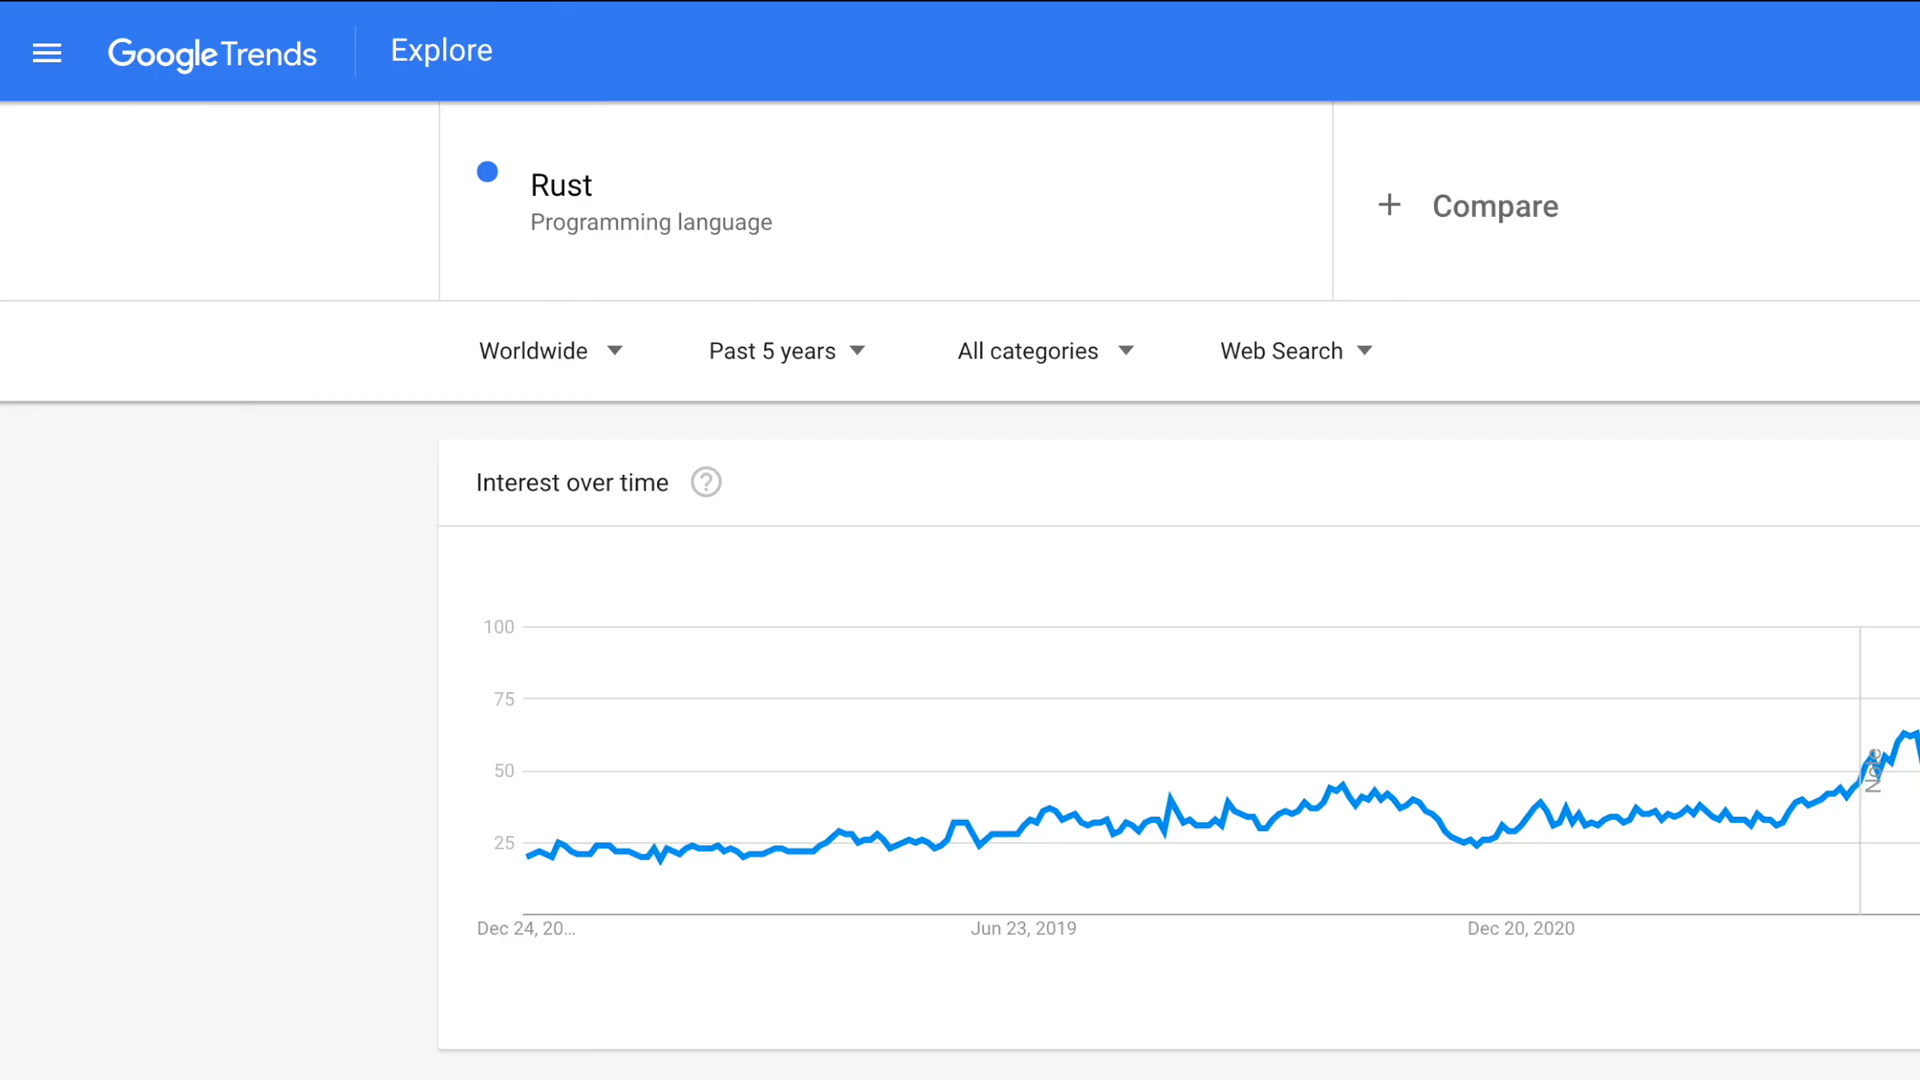 Google Trends Explore
Rust
Programming language
+ Compare
Worldwide Past 5 years All categories Web Search
Interest over time ?
100
75
50
25
Note
Dec 24, 20... Jun 23, 2019 Dec 20, 2020